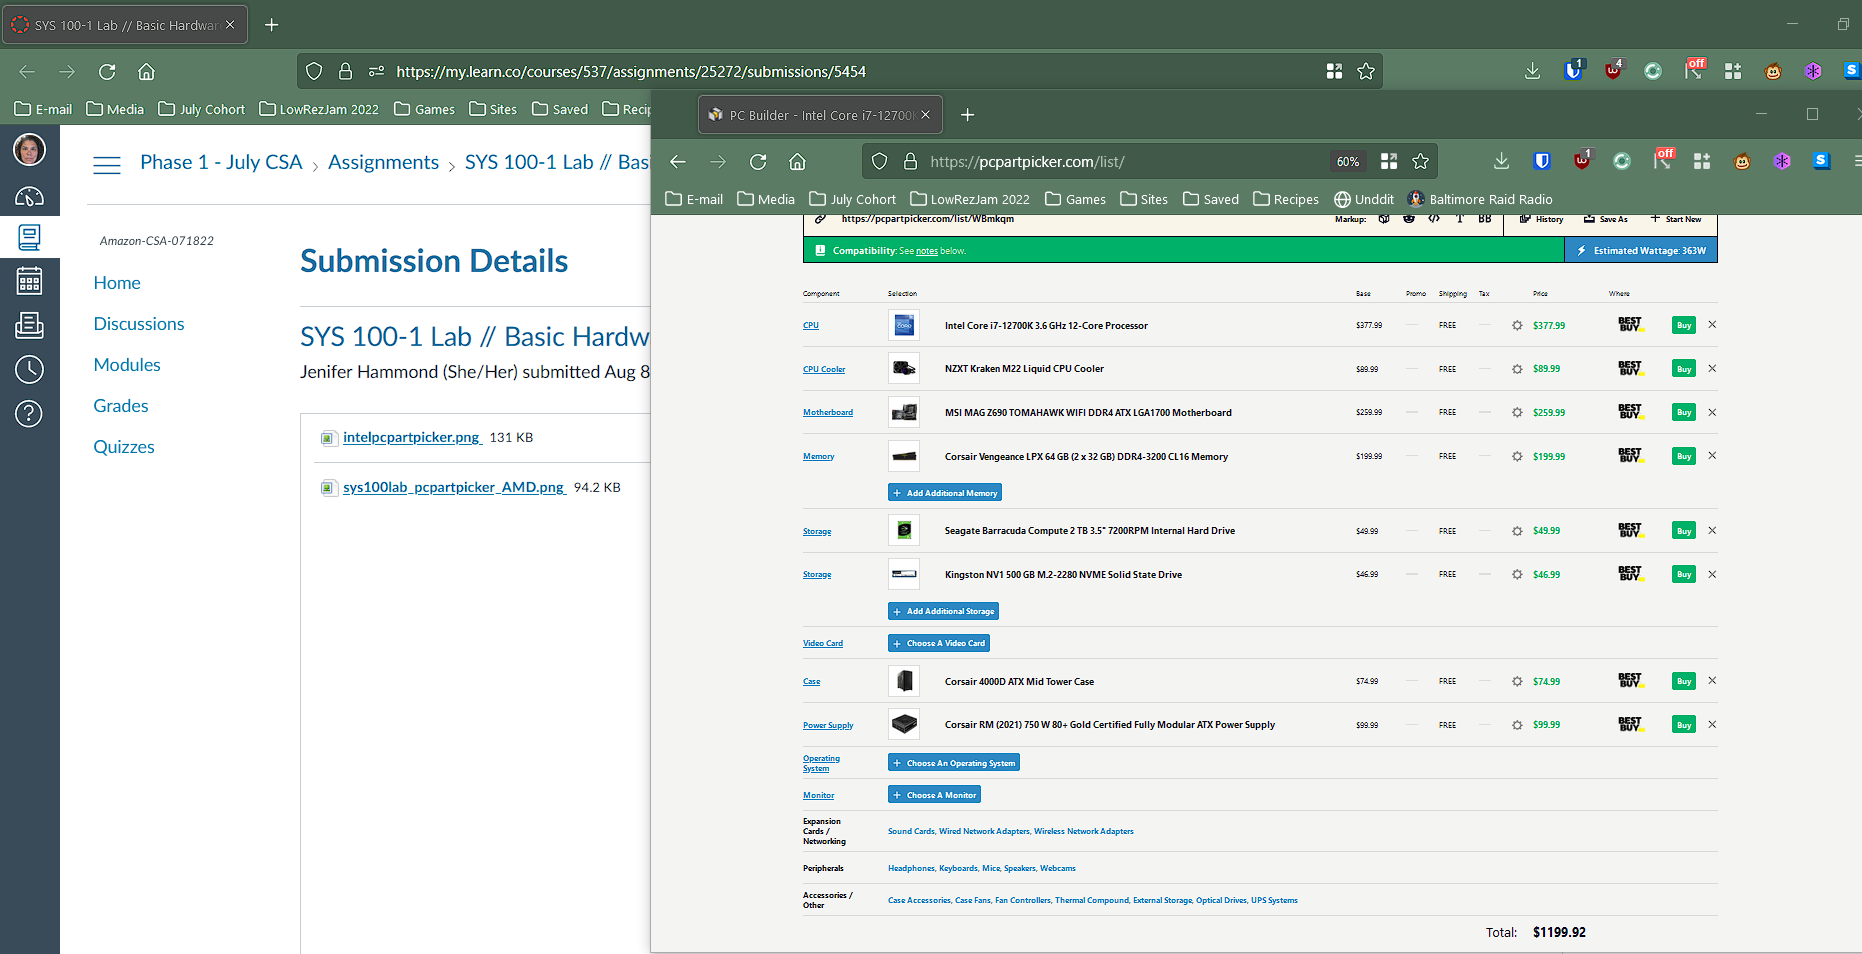 SYS 100-1 Lab // Basic Hardware
https://my.learn.co/courses/537/assignments/25272/submissions/5454
1
4
off
S
E-mail
Media
July Cohort
LowRezJam 2022
Games
Sites
Saved
Recip
Phase 1 - July CSA
Assignments
SYS 100-1 Lab // Basi
Amazon-CSA-071822
Home
Discussions
Modules
Grades
Quizzes
Submission Details
SYS 100-1 Lab // Basic Hardw
Jenifer Hammond (She/Her) submitted Aug 8
intelpcpartpicker.png 131 KB
sys100lab_pcpartpicker_AMD.png 94.2 KB
PC Builder - Intel Core i7-12700K
https://pcpartpicker.com/list/
60%
1
off
S
E-mail
Media
July Cohort
LowRezJam 2022
Games
Sites
Saved
Recipes
Unddit
Baltimore Raid Radio
https://pcpartpicker.com/list/WBmkqm
Markup: T BB
History
Save As
Start New
Compatibility: See notes below.
Estimated Wattage: 363W
Component Selection Base Promo Shipping Tax Price Where
CPU Intel Core i7-12700K 3.6 GHz 12-Core Processor $377.99 — FREE — $377.99 BEST BUY Buy
CPU Cooler NZXT Kraken M22 Liquid CPU Cooler $89.99 — FREE — $89.99 BEST BUY Buy
Motherboard MSI MAG Z690 TOMAHAWK WIFI DDR4 ATX LGA1700 Motherboard $259.99 — FREE — $259.99 BEST BUY Buy
Memory Corsair Vengeance LPX 64 GB (2 x 32 GB) DDR4-3200 CL16 Memory $199.99 — FREE — $199.99 BEST BUY Buy
+ Add Additional Memory
Storage Seagate Barracuda Compute 2 TB 3.5" 7200RPM Internal Hard Drive $49.99 — FREE — $49.99 BEST BUY Buy
Storage Kingston NV1 500 GB M.2-2280 NVME Solid State Drive $46.99 — FREE — $46.99 BEST BUY Buy
+ Add Additional Storage
Video Card + Choose A Video Card
Case Corsair 4000D ATX Mid Tower Case $74.99 — FREE — $74.99 BEST BUY Buy
Power Supply Corsair RM (2021) 750 W 80+ Gold Certified Fully Modular ATX Power Supply $99.99 — FREE — $99.99 BEST BUY Buy
Operating System + Choose An Operating System
Monitor + Choose A Monitor
Expansion Cards / Networking Sound Cards, Wired Network Adapters, Wireless Network Adapters
Peripherals Headphones, Keyboards, Mice, Speakers, Webcams
Accessories / Other Case Accessories, Case Fans, Fan Controllers, Thermal Compound, External Storage, Optical Drives, UPS Systems
Total: $1199.92